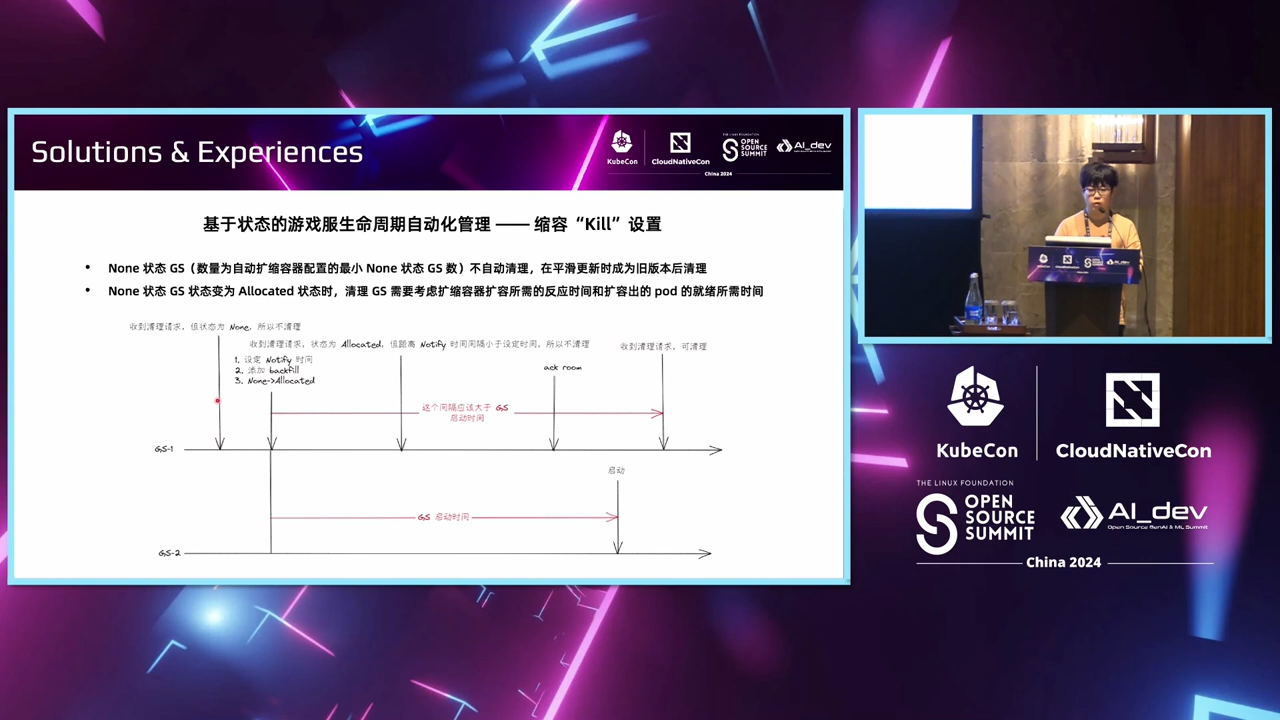 Solutions & Experiences
KubeCon
CloudNativeCon
THE LINUX FOUNDATION
OPEN
SOURCE
SUMMIT
AI_dev
China 2024
基于状态的游戏服生命周期自动化管理 —— 缩容“Kill”设置
• None 状态 GS（数量为自动扩缩容器配置的最小 None 状态 GS 数）不自动清理，在平滑更新时成为旧版本后清理
• None 状态 GS 状态变为 Allocated 状态时，清理 GS 需要考虑扩缩容器扩容所需的反应时间和扩容出的 pod 的就绪所需时间
收到清理请求，但状态为 None，所以不清理
收到清理请求，状态为 Allocated，但距离 Notify 时间间隔小于设定时间，所以不清理
收到清理请求，可清理
1. 设定 Notify 时间
2. 添加 backfill
3. None->Allocated
ack room
这个间隔应该大于 GS
启动时间
GS-1
启动
GS 启动时间
GS-2
KubeCon
CloudNativeCon
THE LINUX FOUNDATION
OPEN
SOURCE
SUMMIT
AI_dev
Open Source GenAI & ML Summit
China 2024